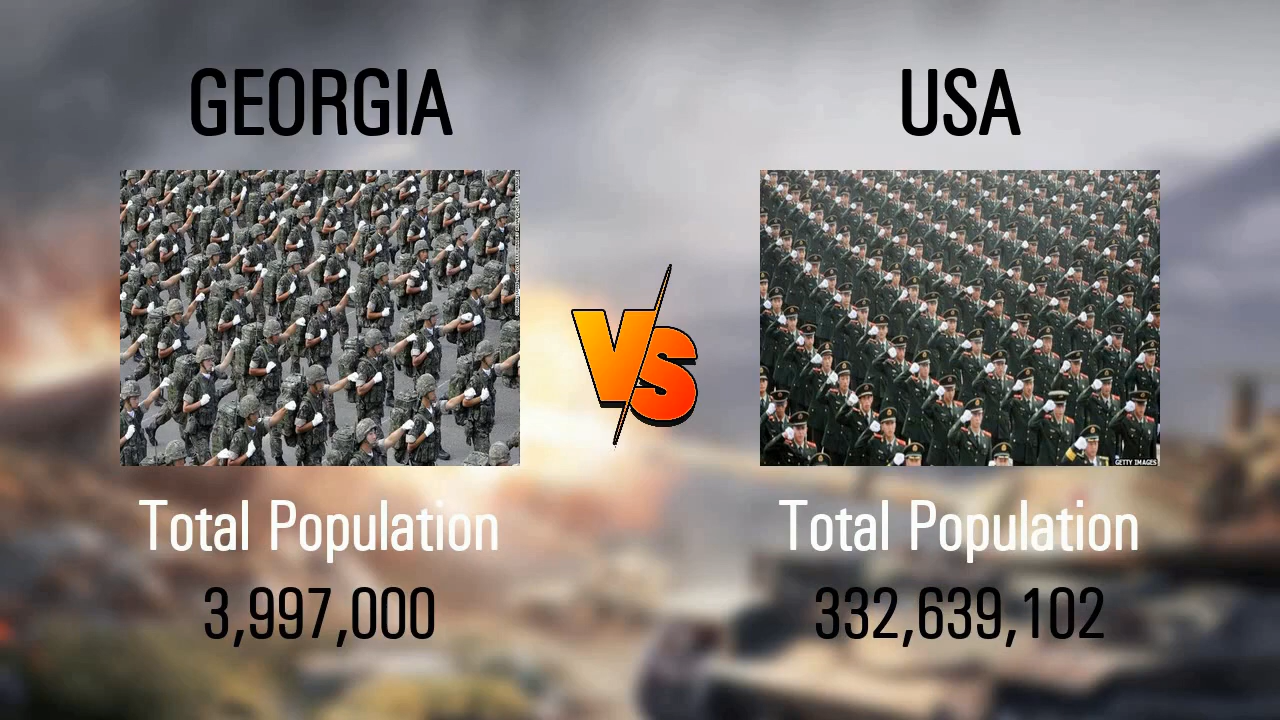 GEORGIA
USA
VS
GETTY IMAGES
Total Population
Total Population
3,997,000
332,639,102